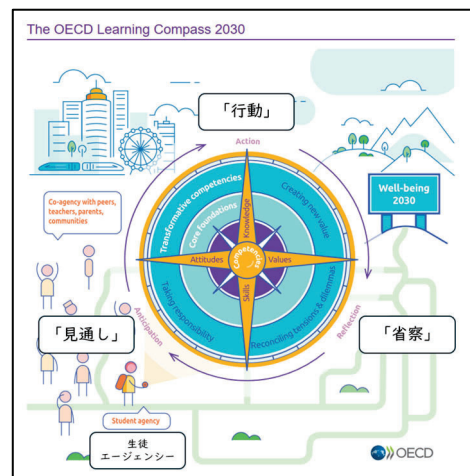 The OECD Learning Compass 2030
「行動」
Action
Co-agency with peers,
teachers, parents,
communities
Transformative competencies
Core foundations
Knowledge
Creating new value
Well-being
2030
Attitudes
Competencies
Values
Skills
Taking responsibility
Reconciling tensions & dilemmas
Anticipation
「見通し」
Reflection
「省察」
Student agency
生徒
エージェンシー
OECD